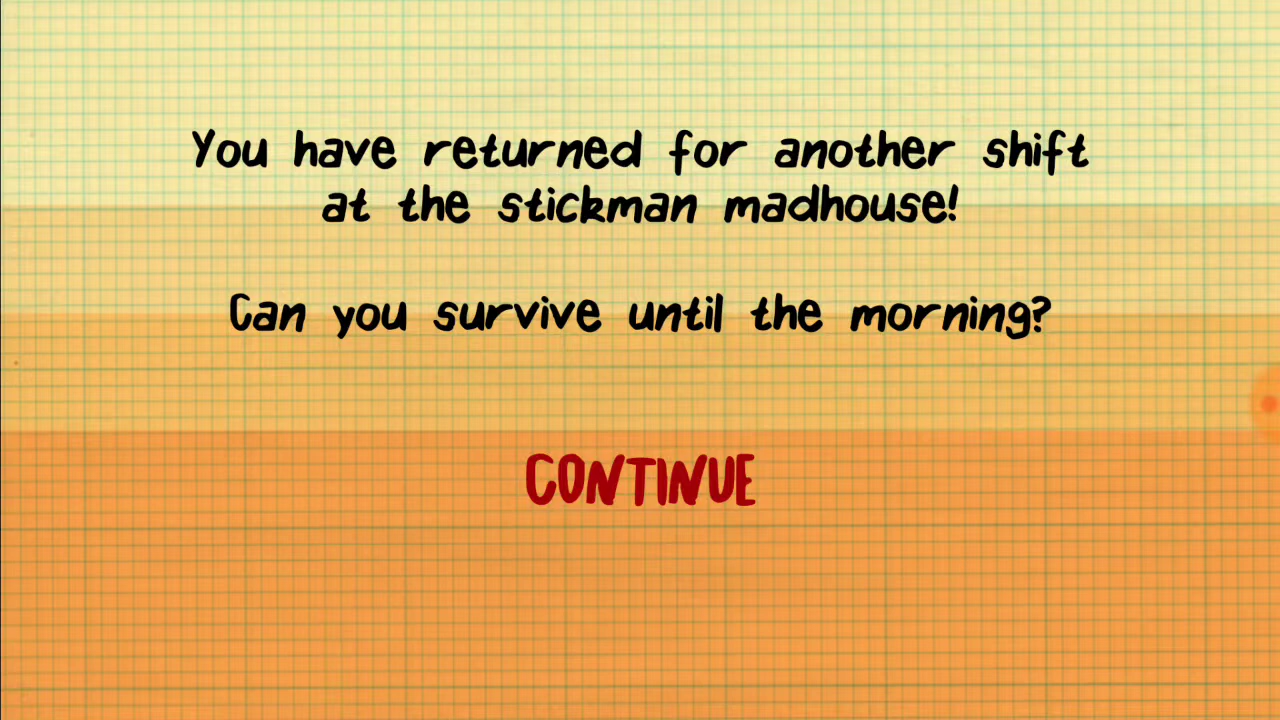 You have returned for another shift
at the stickman madhouse!
Can you survive until the morning?
CONTINUE